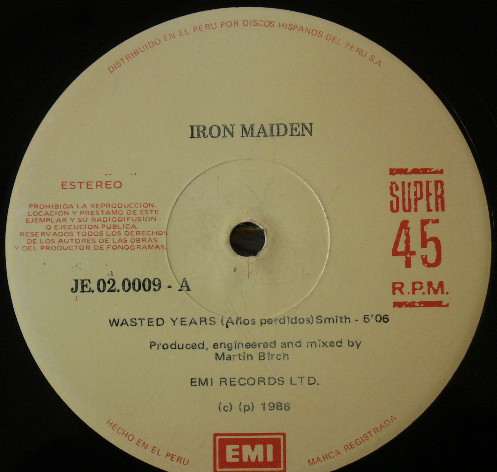 DISTRIBUIDO EN EL PERU POR DISCOS HISPANOS DEL PERU S.A.
IRON MAIDEN
ESTEREO
PROHIBIDA LA REPRODUCCION,
LOCACION Y PRESTAMO DE ESTE
EJEMPLAR Y SU RADIODIFUSION
O EJECUCION PUBLICA.
RESERVADOS TODOS LOS DERECHOS
DE LOS AUTORES DE LAS OBRAS
Y DEL PRODUCTOR DE FONOGRAMAS.
SUPER
45
R.P.M.
JE.02.0009 - A
WASTED YEARS (Años perdidos) Smith - 5'06
Produced, engineered and mixed by
Martin Birch
EMI RECORDS LTD.
(c) (p) 1986
HECHO EN EL PERU
EMI
MARCA REGISTRADA